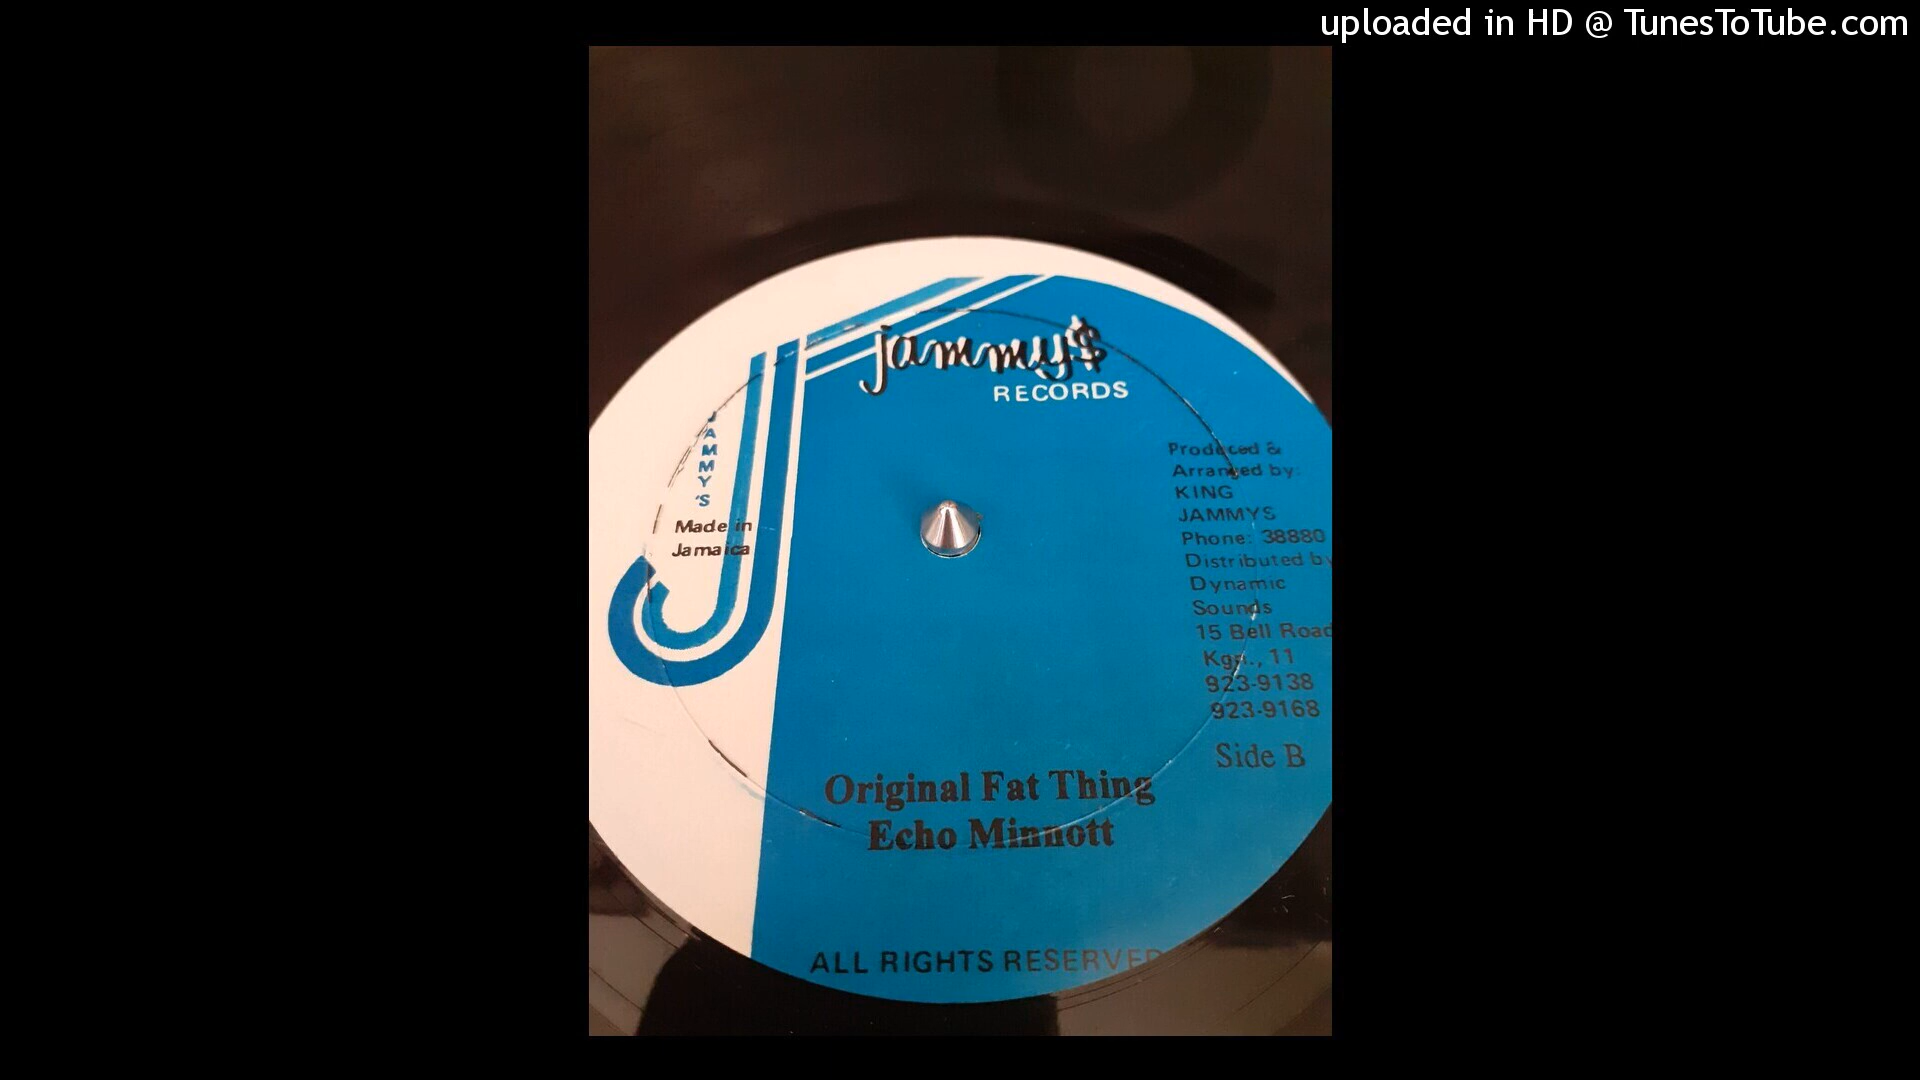 uploaded in HD @ TunesToTube.com
jammy$
RECORDS
JAMMY'S
Made in
Jamaica
Produced &
Arranged by:
KING
JAMMYS
Phone: 38880
Distributed by
Dynamic
Sounds
15 Bell Road
Kgn., 11
923-9138
923-9168
Side B
Original Fat Thing
Echo Minnott
ALL RIGHTS RESERVED